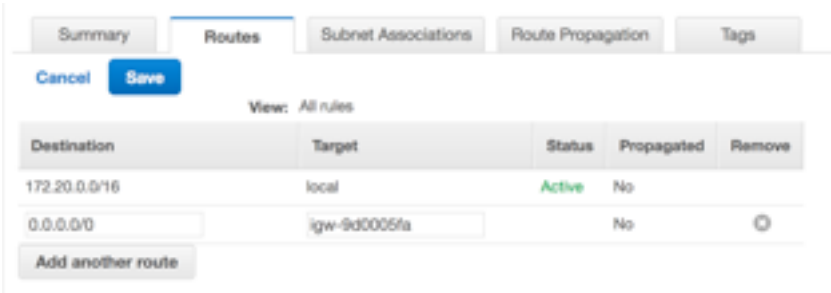 Summary Routes Subnet Associations Route Propagation Tags
Cancel Save
View: All rules
Destination Target Status Propagated Remove
172.20.0.0/16 local Active No
0.0.0.0/0 igw-9d0005fa No
Add another route